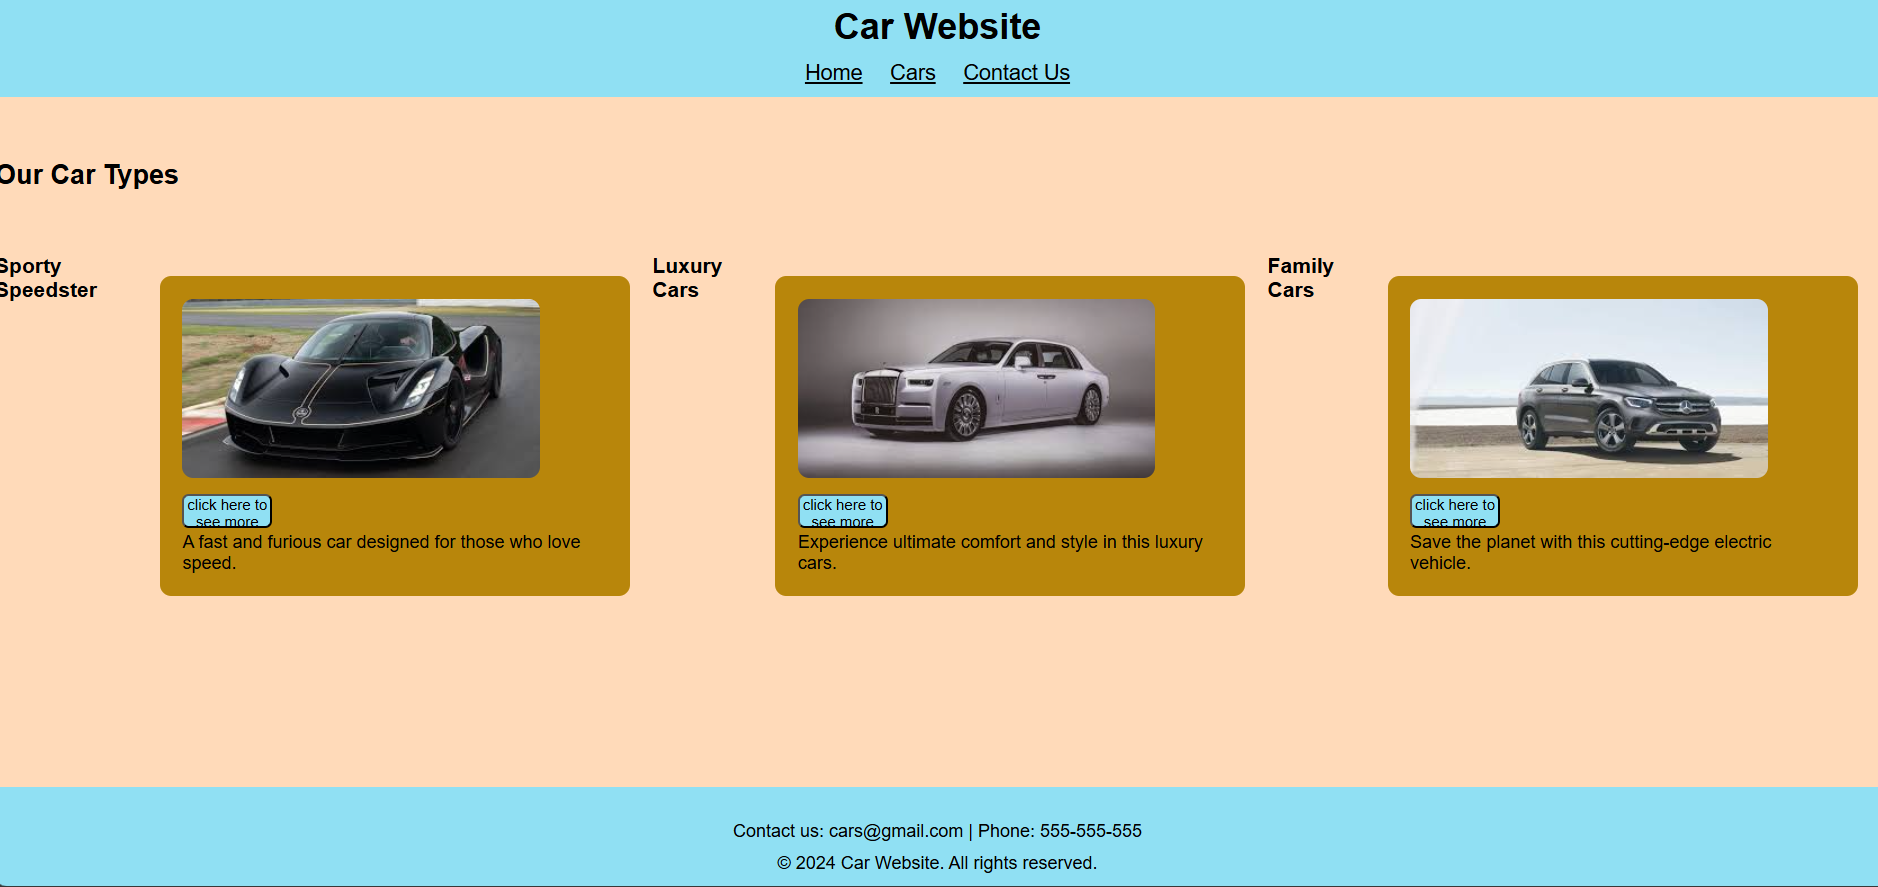 Car Website
Home Cars Contact Us
Our Car Types
Sporty
Speedster
click here to
see more
A fast and furious car designed for those who love
speed.
Luxury
Cars
click here to
see more
Experience ultimate comfort and style in this luxury
cars.
Family
Cars
click here to
see more
Save the planet with this cutting-edge electric
vehicle.
Contact us: cars@gmail.com | Phone: 555-555-555
© 2024 Car Website. All rights reserved.